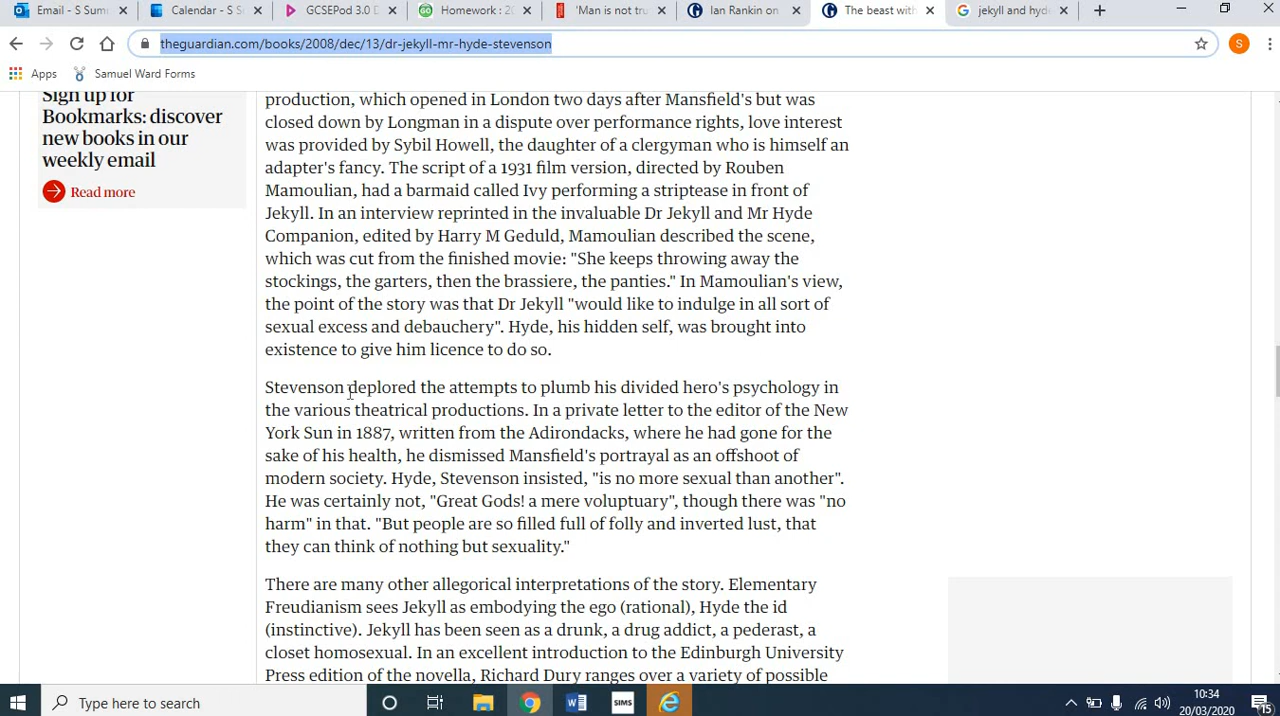 Email - S Sum
Calendar - S S
GCSEPod 3.0 D
Homework : 20
'Man is not tru
Ian Rankin on
The beast with
jekyll and hyd
theguardian.com/books/2008/dec/13/dr-jekyll-mr-hyde-stevenson
S
Apps
Samuel Ward Forms
Sign up for
Bookmarks: discover
new books in our
weekly email
Read more
production, which opened in London two days after Mansfield's but was
closed down by Longman in a dispute over performance rights, love interest
was provided by Sybil Howell, the daughter of a clergyman who is himself an
adapter's fancy. The script of a 1931 film version, directed by Rouben
Mamoulian, had a barmaid called Ivy performing a striptease in front of
Jekyll. In an interview reprinted in the invaluable Dr Jekyll and Mr Hyde
Companion, edited by Harry M Geduld, Mamoulian described the scene,
which was cut from the finished movie: "She keeps throwing away the
stockings, the garters, then the brassiere, the panties." In Mamoulian's view,
the point of the story was that Dr Jekyll "would like to indulge in all sort of
sexual excess and debauchery". Hyde, his hidden self, was brought into
existence to give him licence to do so.
Stevenson deplored the attempts to plumb his divided hero's psychology in
the various theatrical productions. In a private letter to the editor of the New
York Sun in 1887, written from the Adirondacks, where he had gone for the
sake of his health, he dismissed Mansfield's portrayal as an offshoot of
modern society. Hyde, Stevenson insisted, "is no more sexual than another".
He was certainly not, "Great Gods! a mere voluptuary", though there was "no
harm" in that. "But people are so filled full of folly and inverted lust, that
they can think of nothing but sexuality."
There are many other allegorical interpretations of the story. Elementary
Freudianism sees Jekyll as embodying the ego (rational), Hyde the id
(instinctive). Jekyll has been seen as a drunk, a drug addict, a pederast, a
closet homosexual. In an excellent introduction to the Edinburgh University
Press edition of the novella, Richard Dury ranges over a variety of possible
Type here to search
SIMS
10:34
20/03/2020
15